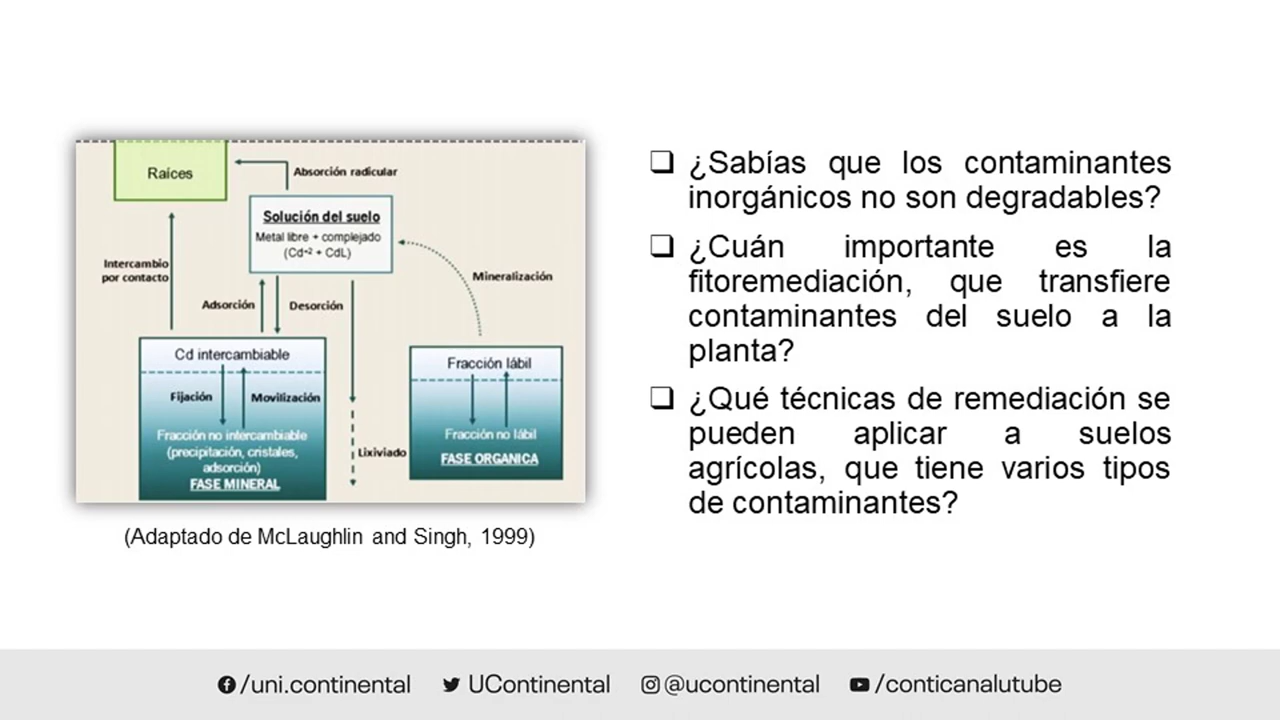 Raíces
Absorción radicular
Solución del suelo
Metal libre + complejado
(Cd+2 + CdL)
Intercambio
por contacto
Mineralización
Adsorción
Desorción
Cd intercambiable
Fracción lábil
Fijación
Movilización
Fracción no intercambiable
(precipitación, cristales,
adsorción)
FASE MINERAL
Lixiviado
Fracción no lábil
FASE ORGANICA
(Adaptado de McLaughlin and Singh, 1999)
¿Sabías que los contaminantes
inorgánicos no son degradables?
¿Cuán importante es la
fitoremediación, que transfiere
contaminantes del suelo a la
planta?
¿Qué técnicas de remediación se
pueden aplicar a suelos
agrícolas, que tiene varios tipos
de contaminantes?
/uni.continental UContinental @ucontinental /conticanalutube